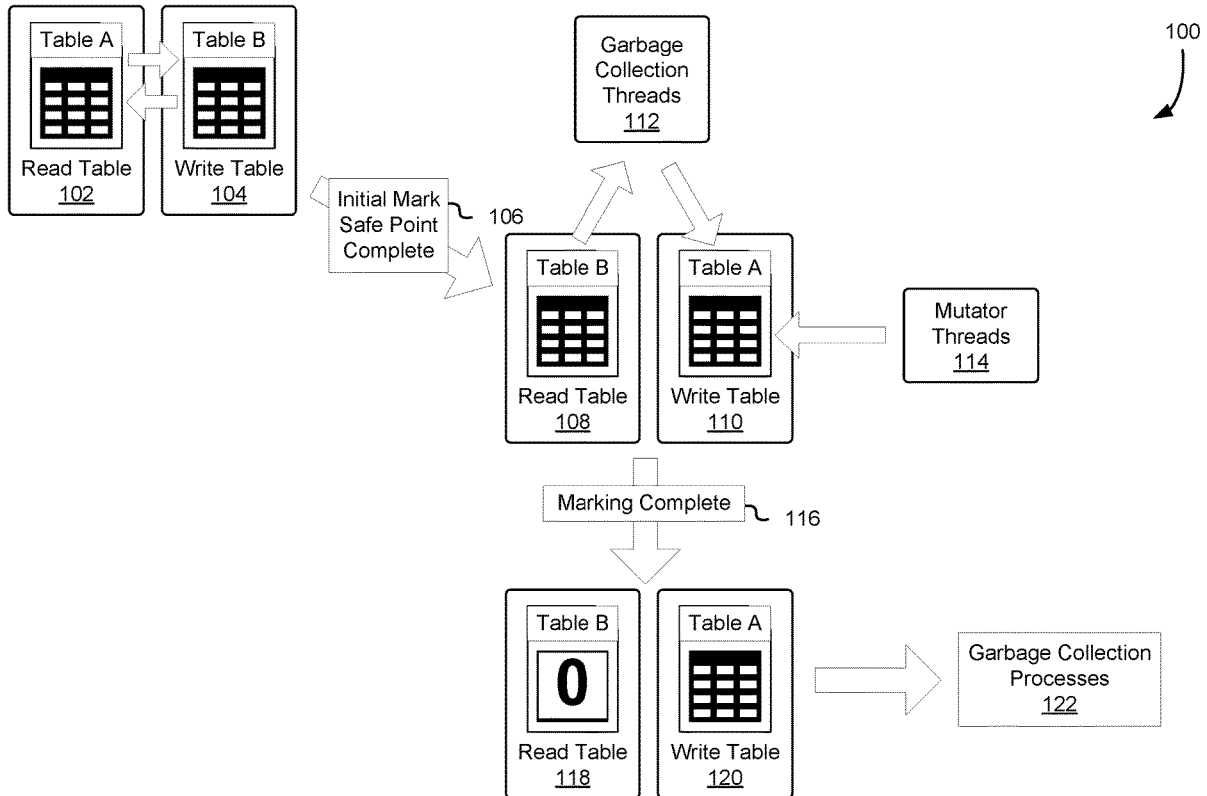 Table A
Read Table
102
Table B
Write Table
104
Garbage
Collection
Threads
112
100
Initial Mark
Safe Point
Complete
106
Table B
Read Table
108
Table A
Write Table
110
Mutator
Threads
114
Marking Complete
116
Table B
0
Read Table
118
Table A
Write Table
120
Garbage Collection
Processes
122